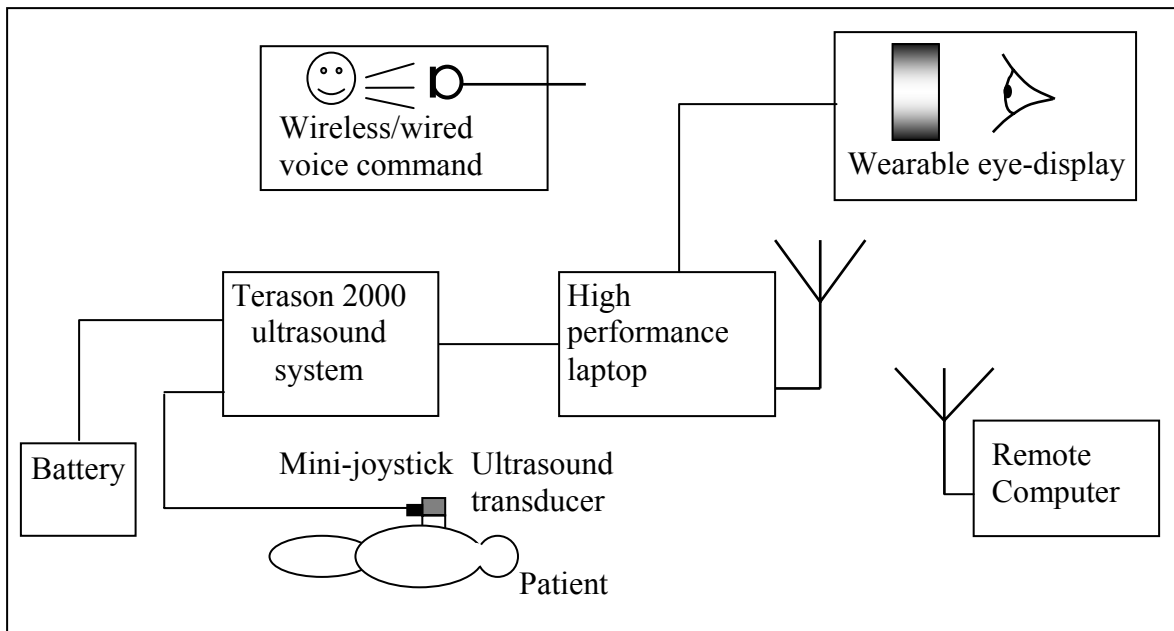 Wireless/wired
voice command
Wearable eye-display
Terason 2000
ultrasound
system
High
performance
laptop
Battery
Mini-joystick
Ultrasound
transducer
Remote
Computer
Patient